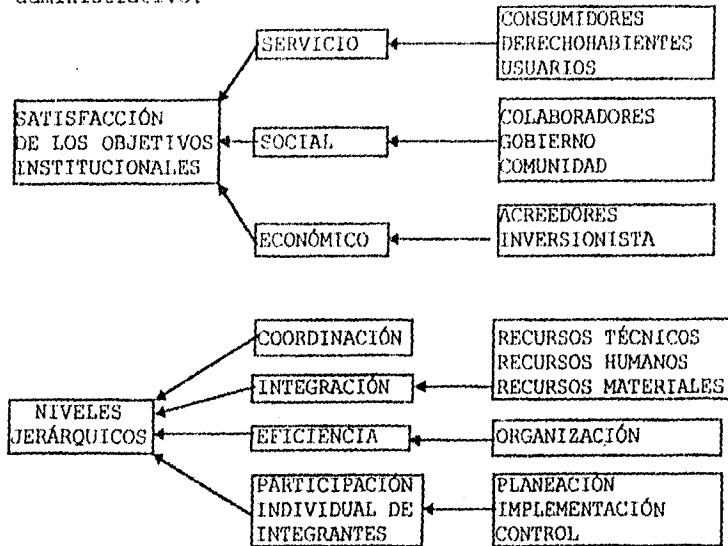 administrativo.
SERVICIO
CONSUMIDORES
DERECHOHABIENTES
USUARIOS
SATISFACCIÓN
DE LOS OBJETIVOS
INSTITUCIONALES
SOCIAL
COLABORADORES
GOBIERNO
COMUNIDAD
ECONÓMICO
ACREEDORES
INVERSIONISTA
COORDINACIÓN
RECURSOS TÉCNICOS
RECURSOS HUMANOS
RECURSOS MATERIALES
INTEGRACIÓN
NIVELES
JERÁRQUICOS
EFICIENCIA
ORGANIZACIÓN
PARTICIPACIÓN
INDIVIDUAL DE
INTEGRANTES
PLANEACIÓN
IMPLEMENTACIÓN
CONTROL